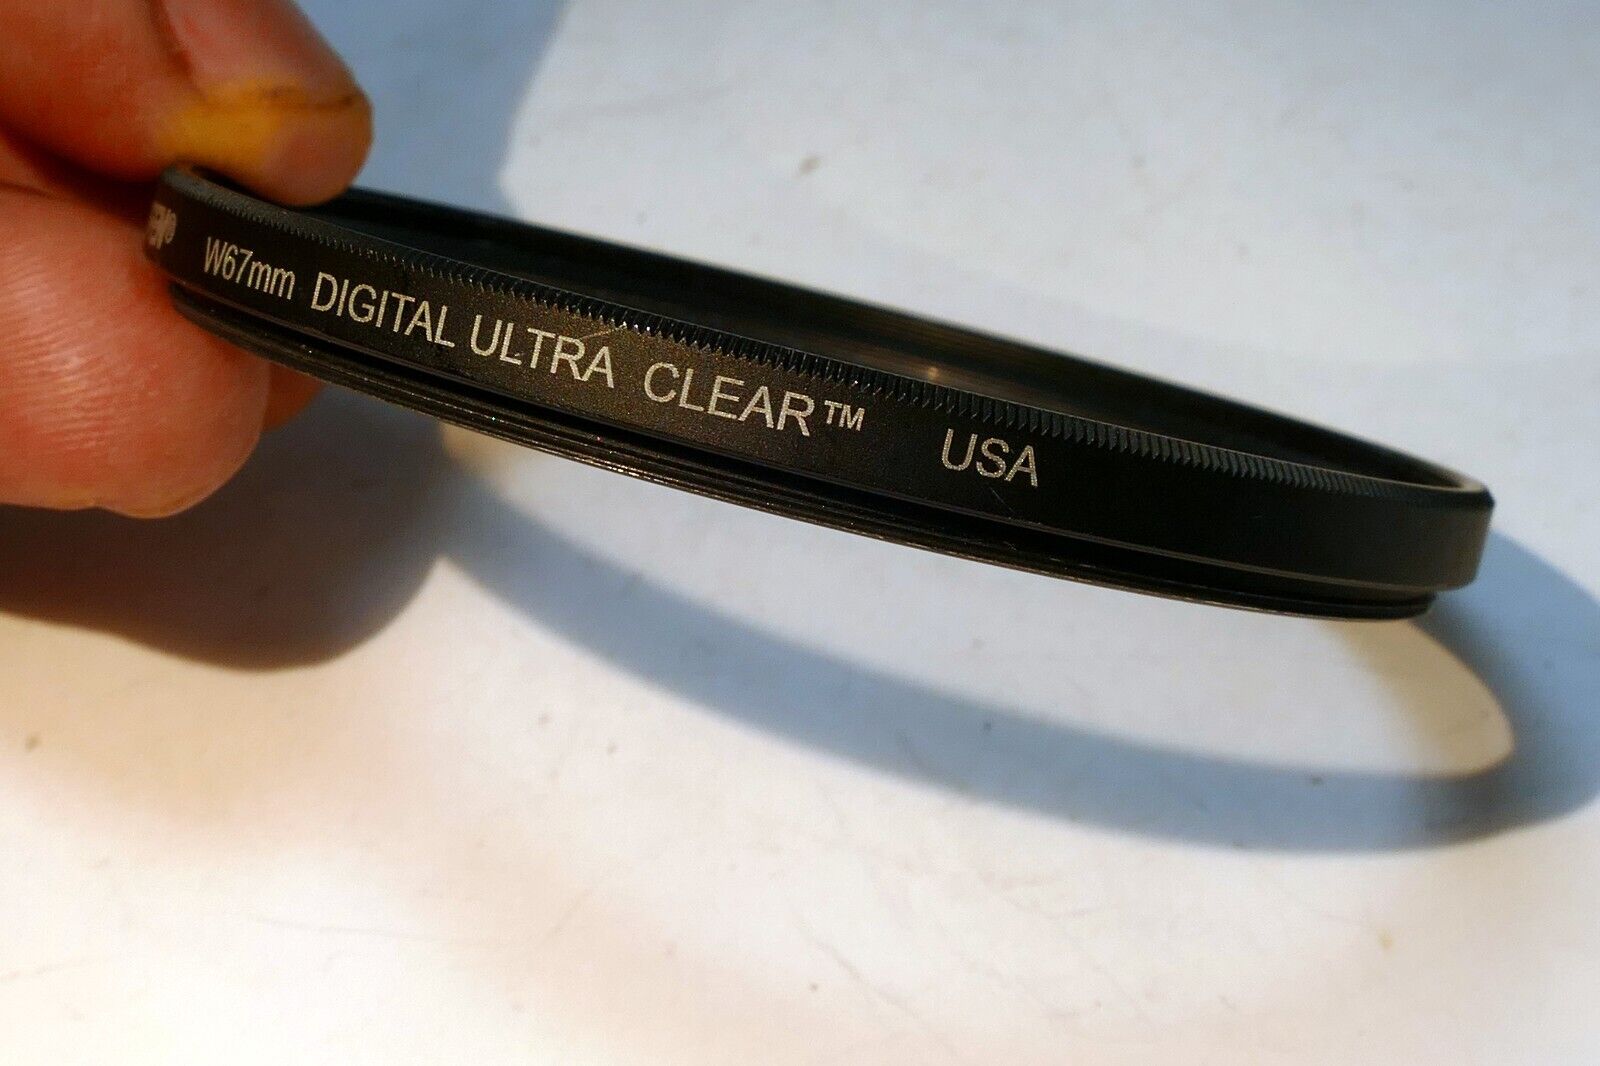 W67mm DIGITAL ULTRA CLEAR™ USA